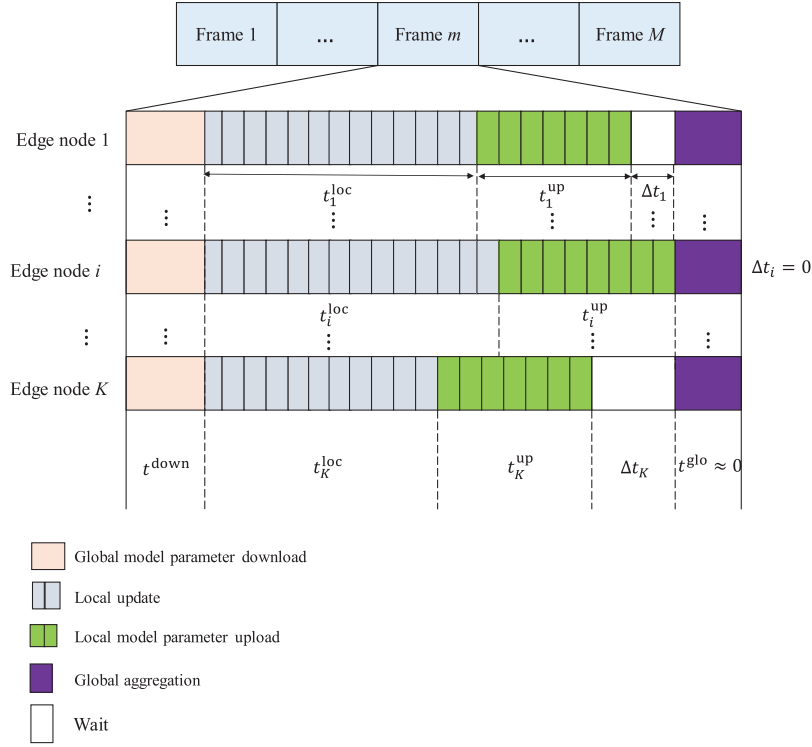 Frame 1 ... Frame m ... Frame M
Edge node 1
t_1^loc t_1^up Δt_1
Edge node i Δt_i = 0
t_i^loc t_i^up
Edge node K
t^down t_K^loc t_K^up Δt_K t^glo ≈ 0
Global model parameter download
Local update
Local model parameter upload
Global aggregation
Wait